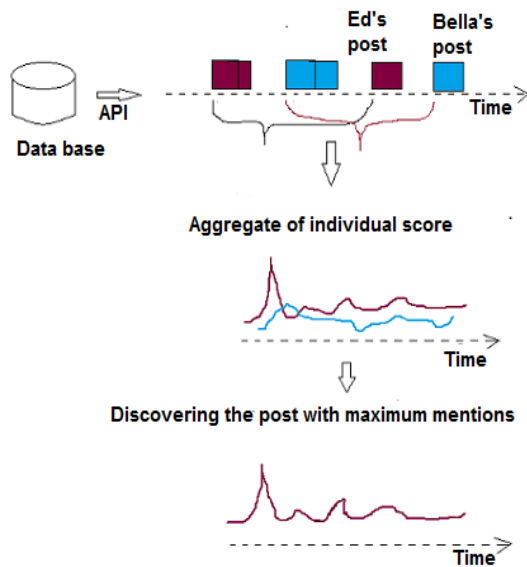 Ed's
post
Bella's
post
API
Time
Data base
Aggregate of individual score
Time
Discovering the post with maximum mentions
Time